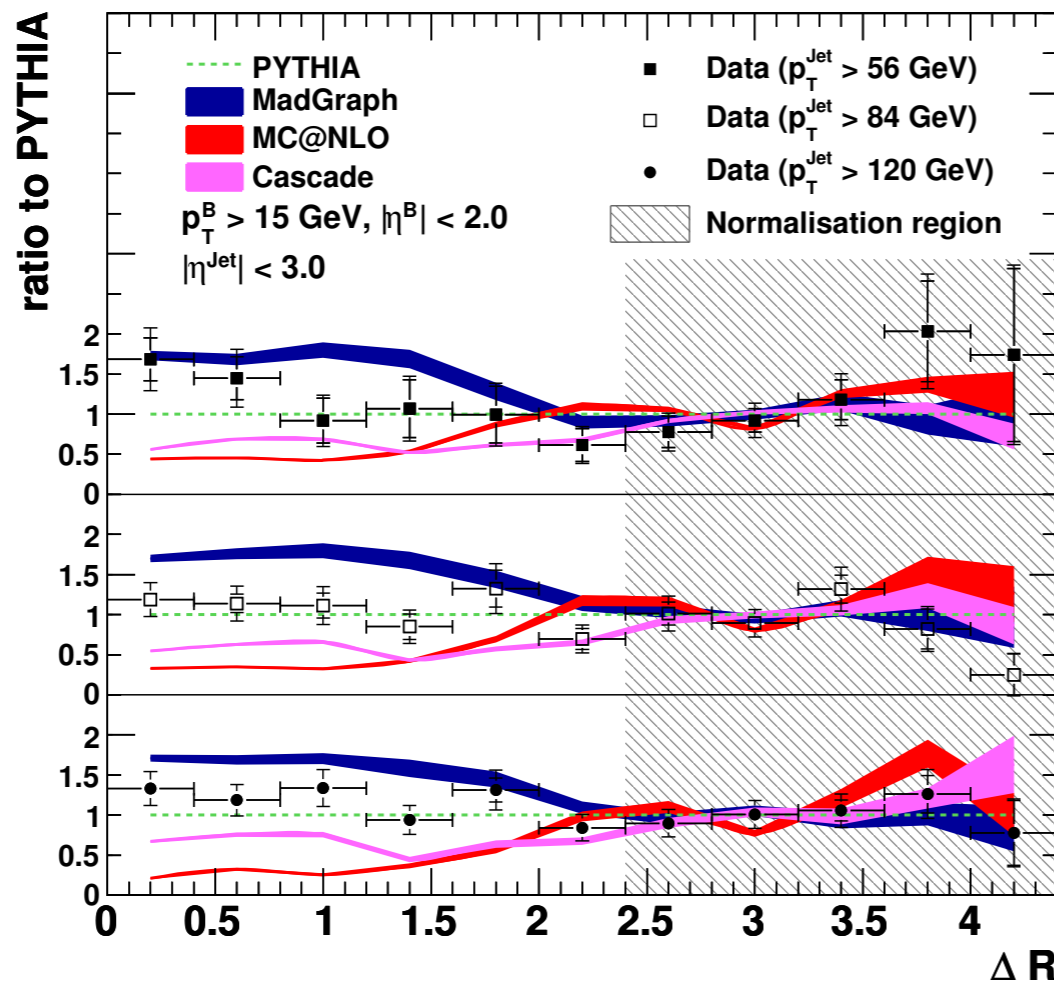 ratio to PYTHIA
PYTHIA
MadGraph
MC@NLO
Cascade
p_T^B > 15 GeV, |η^B| < 2.0
|η^Jet| < 3.0
Data (p_T^Jet > 56 GeV)
Data (p_T^Jet > 84 GeV)
Data (p_T^Jet > 120 GeV)
Normalisation region
2
1.5
1
0.5
0
2
1.5
1
0.5
0
2
1.5
1
0.5
0
0 0.5 1 1.5 2 2.5 3 3.5 4
Δ R